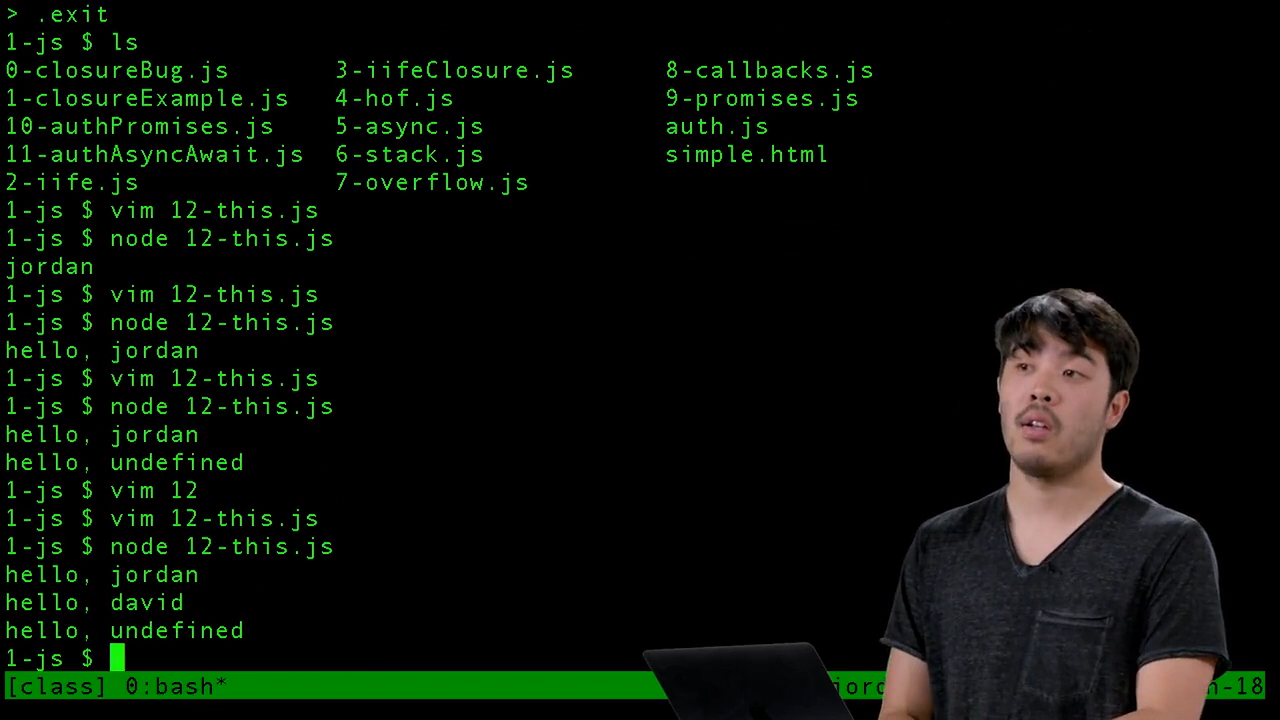 > .exit
1-js $ ls
0-closureBug.js 3-iifeClosure.js 8-callbacks.js
1-closureExample.js 4-hof.js 9-promises.js
10-authPromises.js 5-async.js auth.js
11-authAsyncAwait.js 6-stack.js simple.html
2-iife.js 7-overflow.js
1-js $ vim 12-this.js
1-js $ node 12-this.js
jordan
1-js $ vim 12-this.js
1-js $ node 12-this.js
hello, jordan
1-js $ vim 12-this.js
1-js $ node 12-this.js
hello, jordan
hello, undefined
1-js $ vim 12
1-js $ vim 12-this.js
1-js $ node 12-this.js
hello, jordan
hello, david
hello, undefined
1-js $
[class] 0:bash*